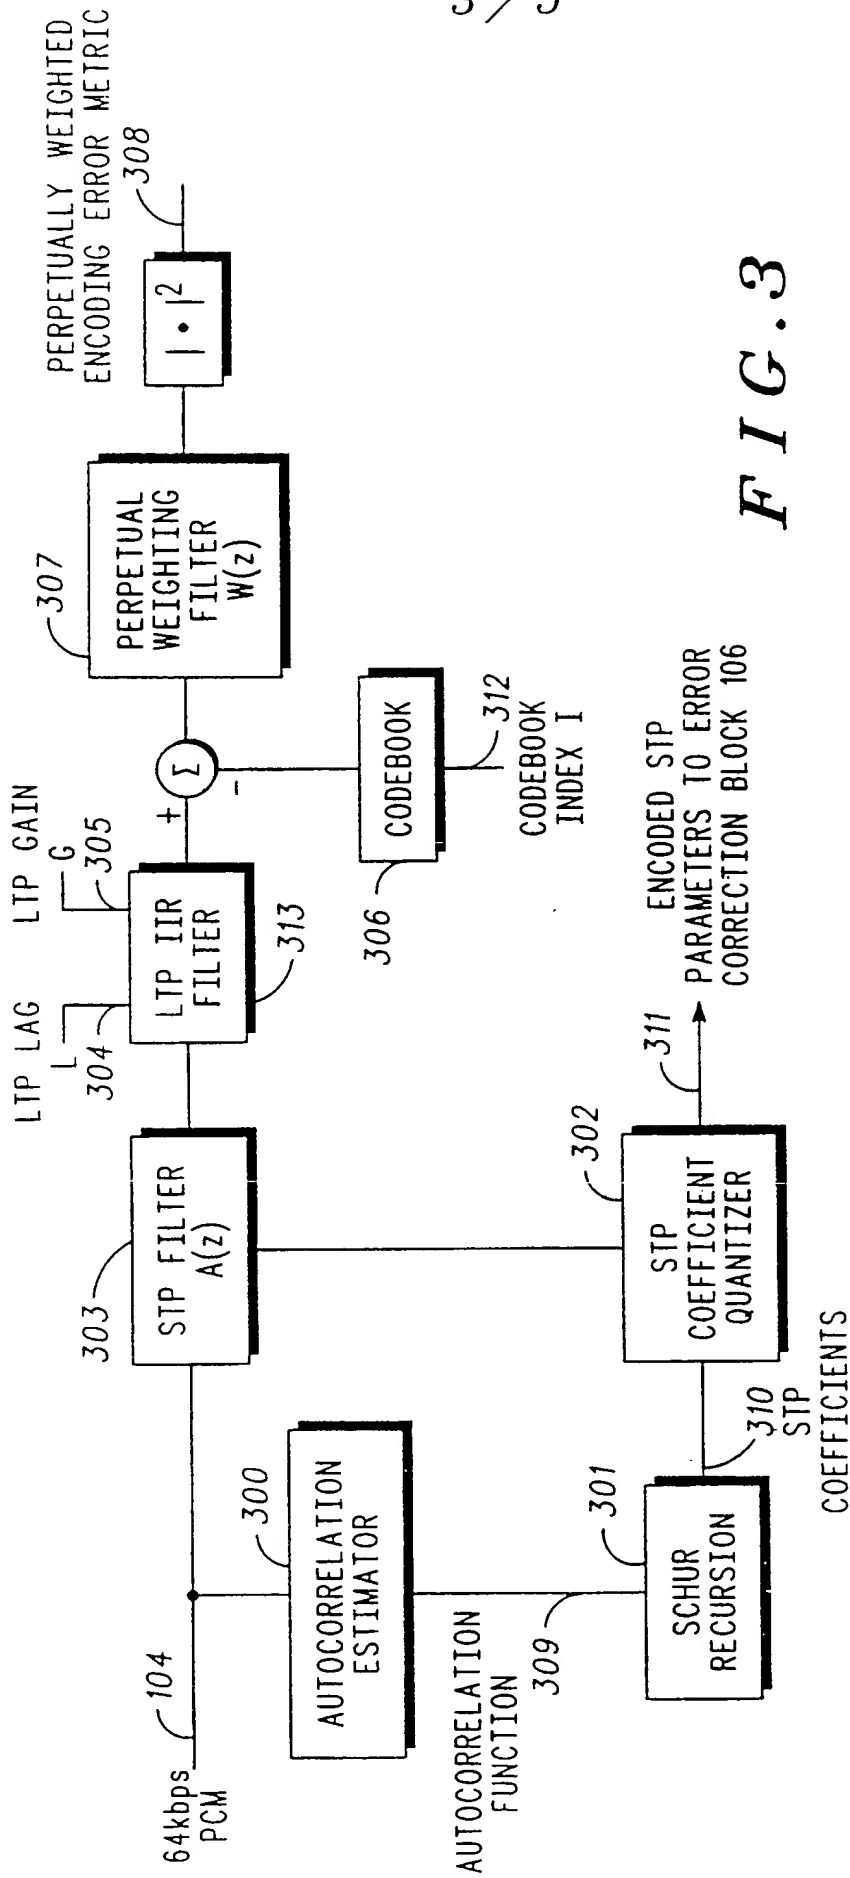 3/5
64kbps
PCM
104
AUTOCORRELATION
ESTIMATOR
300
AUTOCORRELATION
FUNCTION
309
SCHUR
RECURSION
301
310
STP
COEFFICIENTS
STP
COEFFICIENT
QUANTIZER
302
311
ENCODED STP
PARAMETERS TO ERROR
CORRECTION BLOCK 106
303
STP FILTER
A(z)
LTP LAG
L
304
LTP GAIN
G
305
LTP IIR
FILTER
313
+
Σ
-
CODEBOOK
306
312
CODEBOOK
INDEX I
307
PERPETUAL
WEIGHTING
FILTER
W(z)
| • |²
PERPETUALLY WEIGHTED
ENCODING ERROR METRIC
308
FIG.3